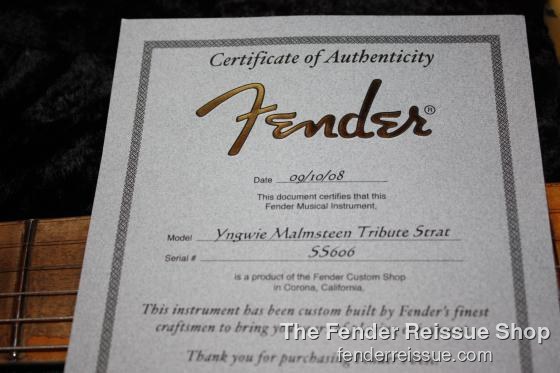 Certificate of Authenticity
Fender®
Date 09/10/08
This document certifies that this
Fender Musical Instrument,
Model Yngwie Malmsteen Tribute Strat
Serial # SS606
is a product of the Fender Custom Shop
in Corona, California.
This instrument has been custom built by Fender's finest
craftsmen to bring you
Thank you for purchasing
The Fender Reissue Shop
fenderreissue.com